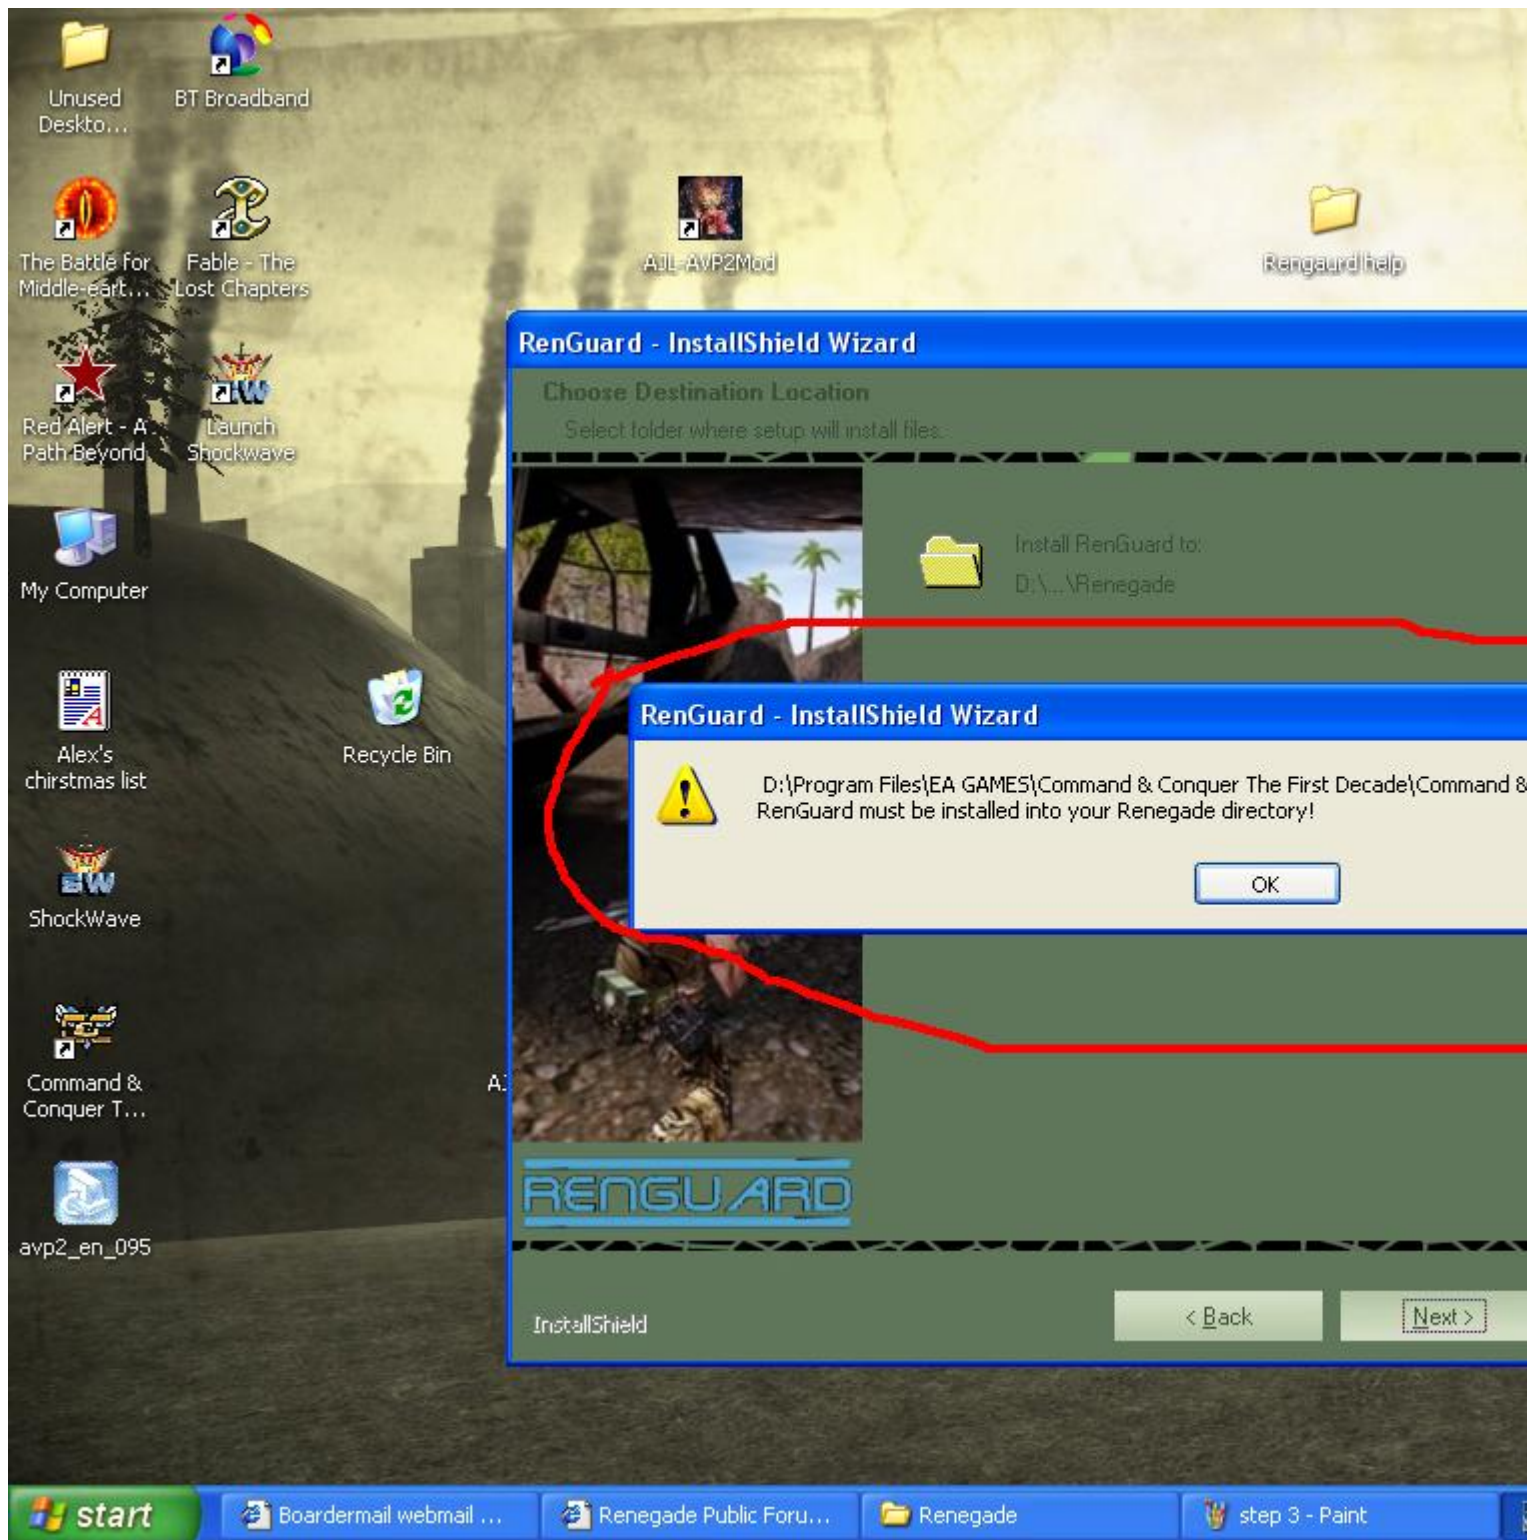 Unused
Deskto...
BT Broadband
The Battle for
Middle-eart...
Fable - The
Lost Chapters
AJL-AVP2Mod
Rengaurd help
Red Alert - A
Path Beyond
Launch
Shockwave
My Computer
Alex's
chirstmas list
Recycle Bin
ShockWave
Command &
Conquer T...
AJ
avp2_en_095
RenGuard - InstallShield Wizard
Choose Destination Location
Select folder where setup will install files.
Install RenGuard to:
D:\...\Renegade
RenGuard - InstallShield Wizard
D:\Program Files\EA GAMES\Command & Conquer The First Decade\Command &
RenGuard must be installed into your Renegade directory!
OK
RENGUARD
InstallShield
< Back
Next >
start
Boardermail webmail ...
Renegade Public Foru...
Renegade
step 3 - Paint